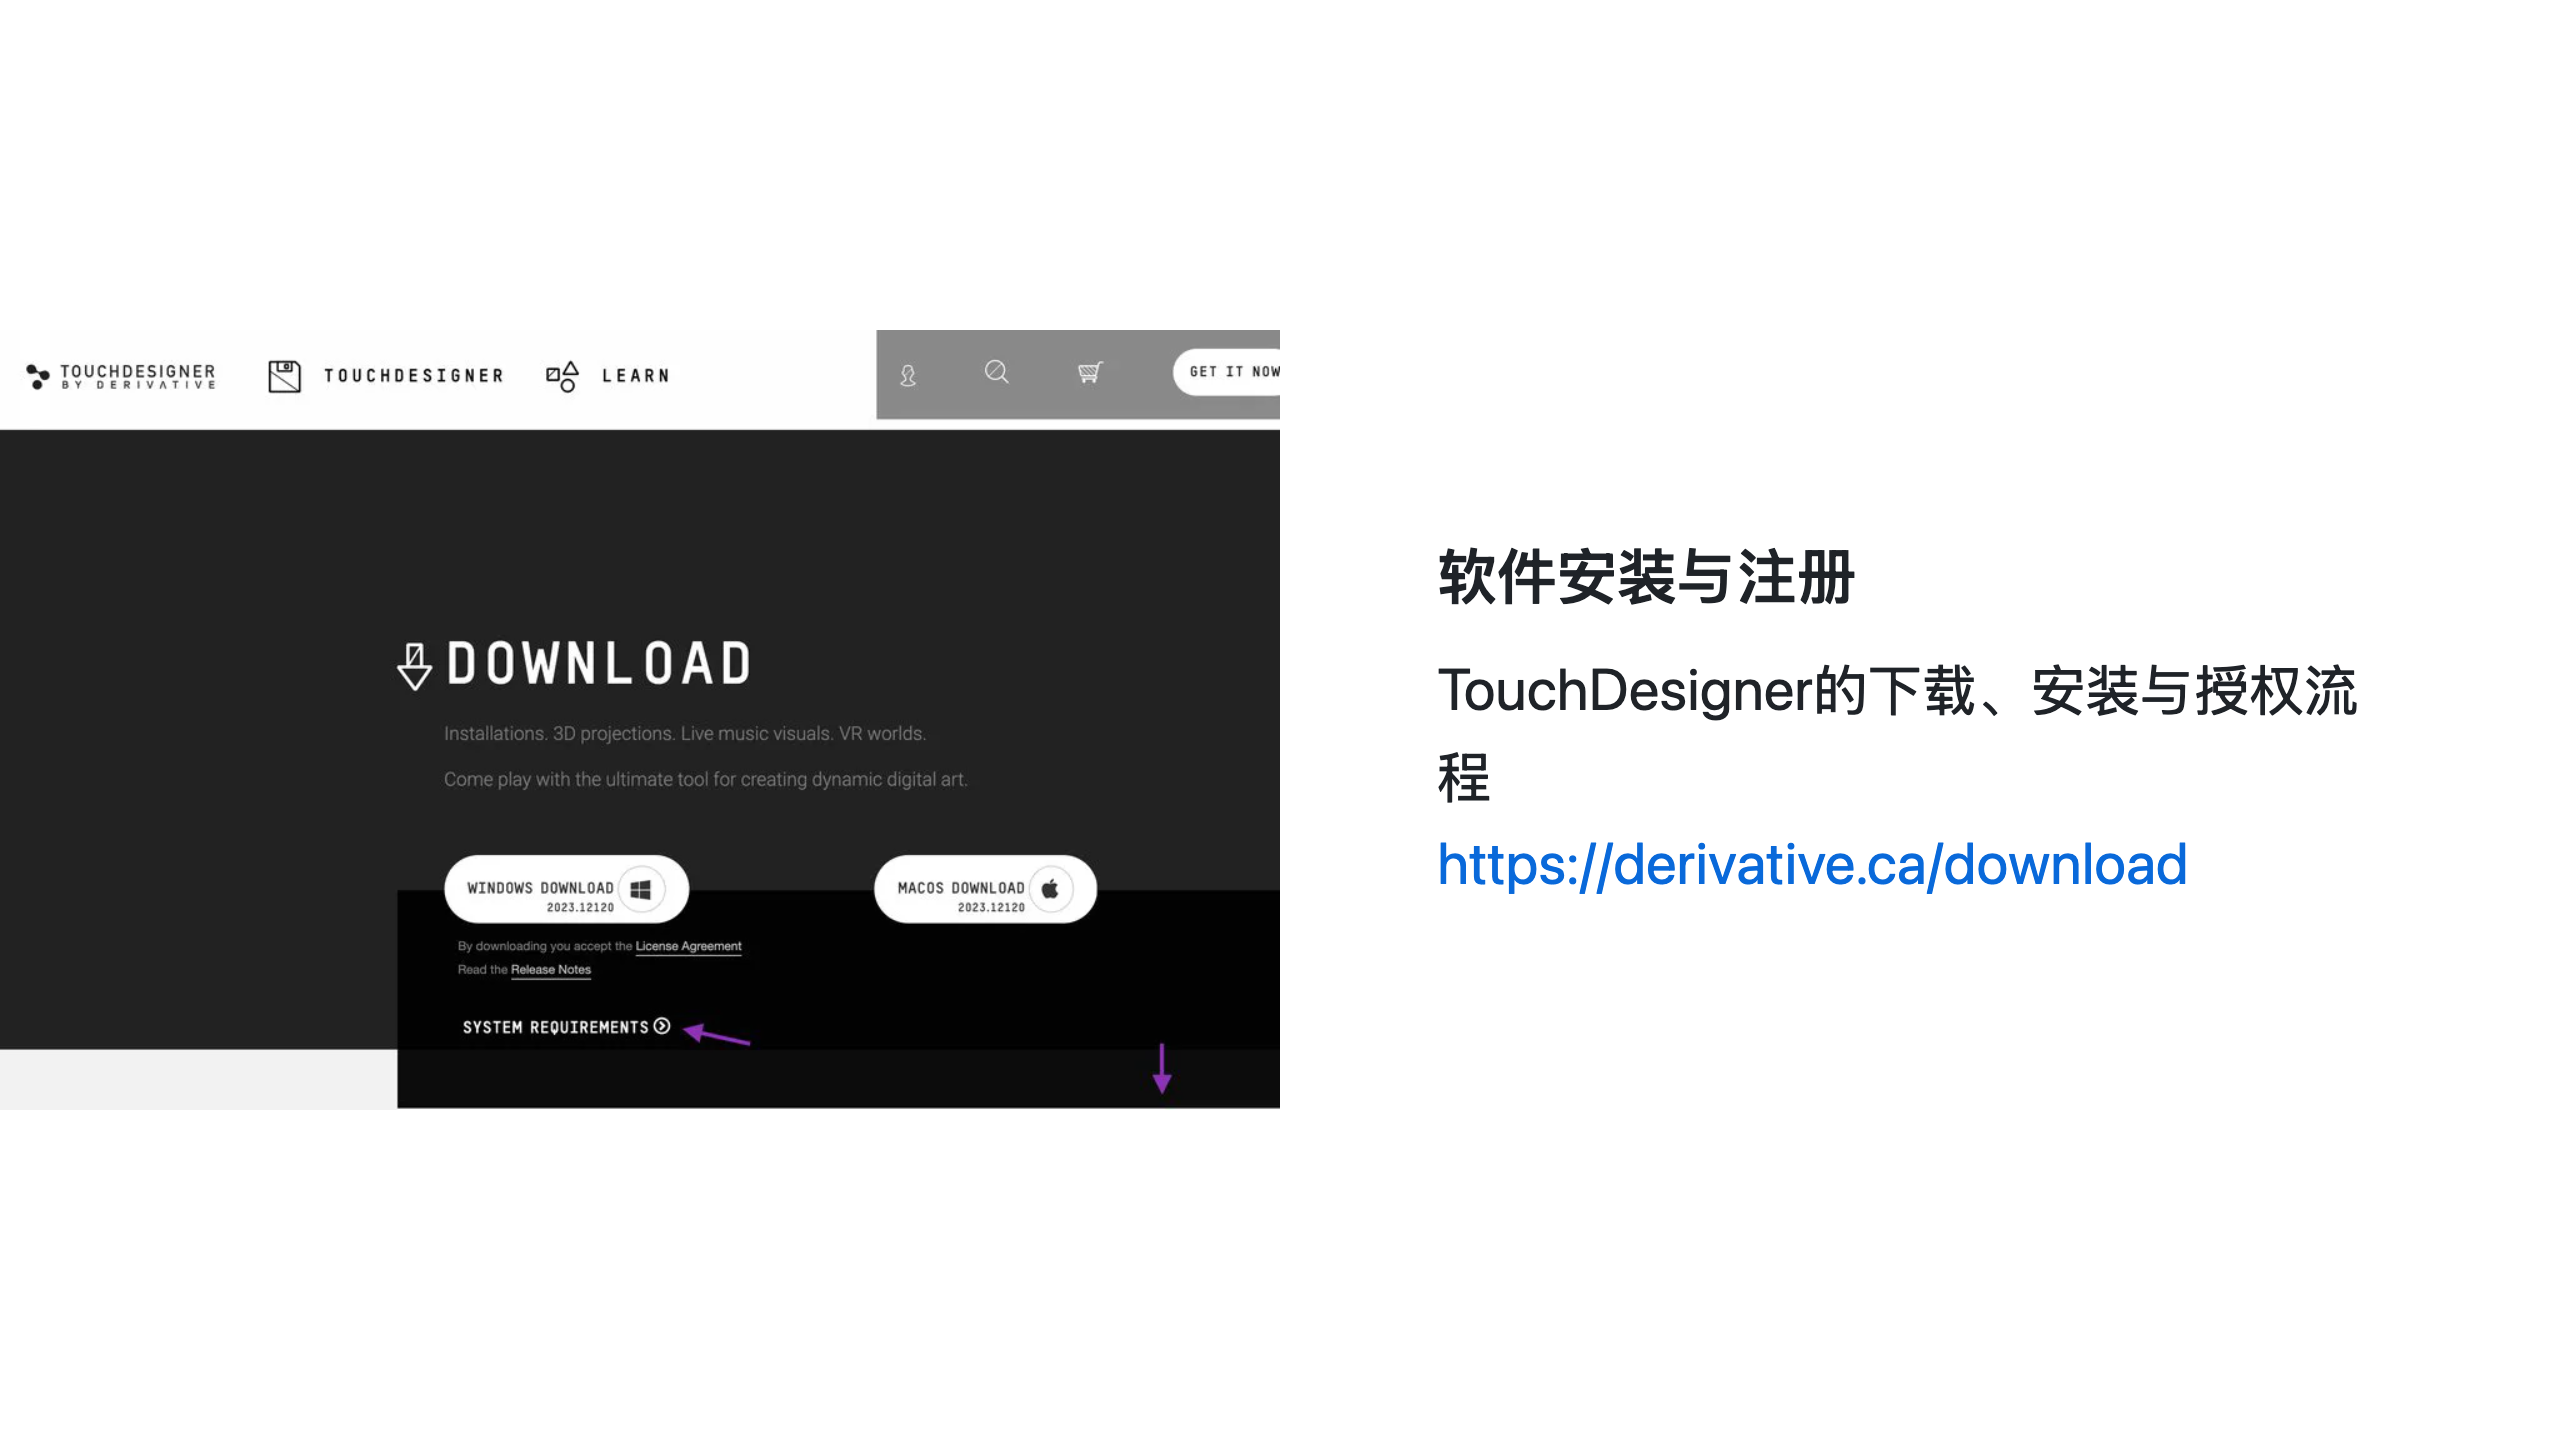 TOUCHDESIGNER
BY DERIVATIVE
TOUCHDESIGNER
LEARN
GET IT NOW
DOWNLOAD
Installations. 3D projections. Live music visuals. VR worlds.
Come play with the ultimate tool for creating dynamic digital art.
WINDOWS DOWNLOAD
2023.12120
MACOS DOWNLOAD
2023.12120
By downloading you accept the License Agreement
Read the Release Notes
SYSTEM REQUIREMENTS
软件安装与注册
TouchDesigner的下载、安装与授权流
程
https://derivative.ca/download